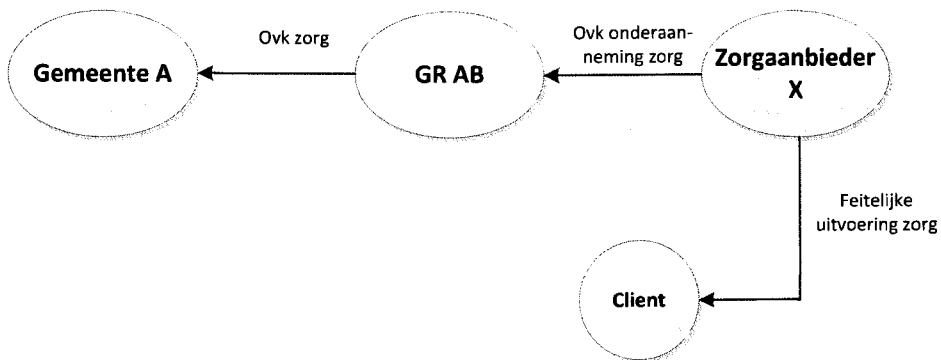 Ovk zorg
Ovk onderaan-
neming zorg
Gemeente A
GR AB
Zorgaanbieder
X
Feitelijke
uitvoering zorg
Client